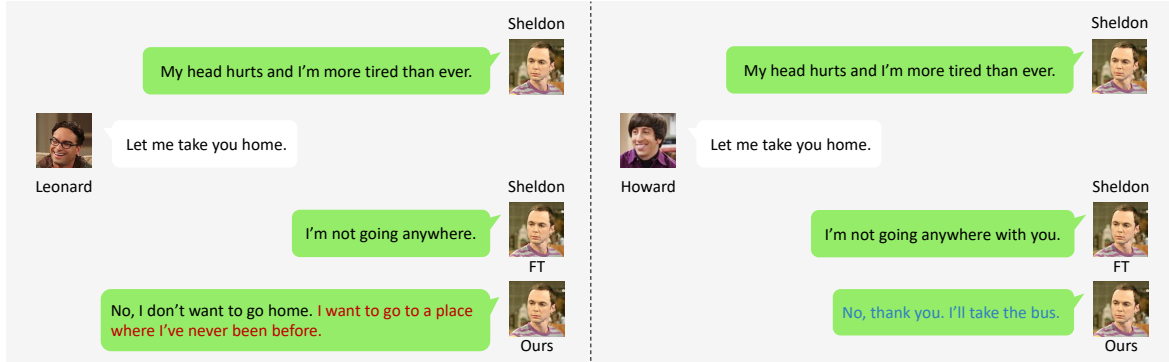 Sheldon
My head hurts and I'm more tired than ever.
Let me take you home.
Leonard
Sheldon
I'm not going anywhere.
FT
No, I don't want to go home. I want to go to a place
where I've never been before.
Ours
Sheldon
My head hurts and I'm more tired than ever.
Let me take you home.
Howard
Sheldon
I'm not going anywhere with you.
FT
No, thank you. I'll take the bus.
Ours